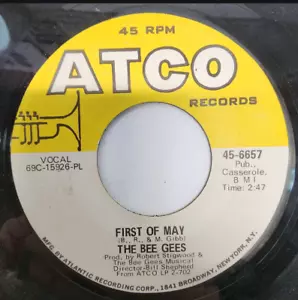 45 RPM
ATCO
RECORDS
VOCAL
69C-15926-PL
45-6657
Pub.,
Casserole,
B M I
Time: 2:47
FIRST OF MAY
(B., R., & M. Gibb)
THE BEE GEES
Prod. by Robert Stigwood &
The Bee Gees Musical
Director-Bill Shepherd
From ATCO LP 2-702
MFG. BY ATLANTIC RECORDING CORP., 1841 BROADWAY, NEW YORK, N.Y.